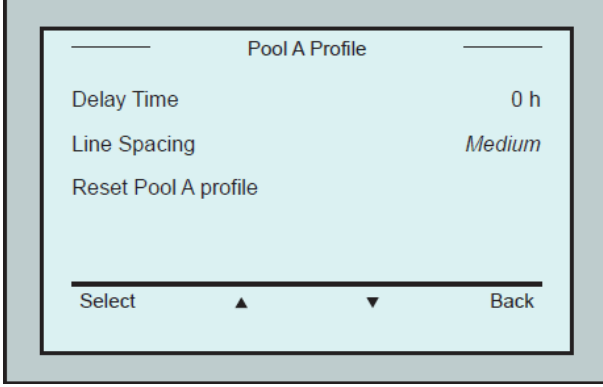 Pool A Profile
Delay Time 0 h
Line Spacing Medium
Reset Pool A profile
Select ▲ ▼ Back